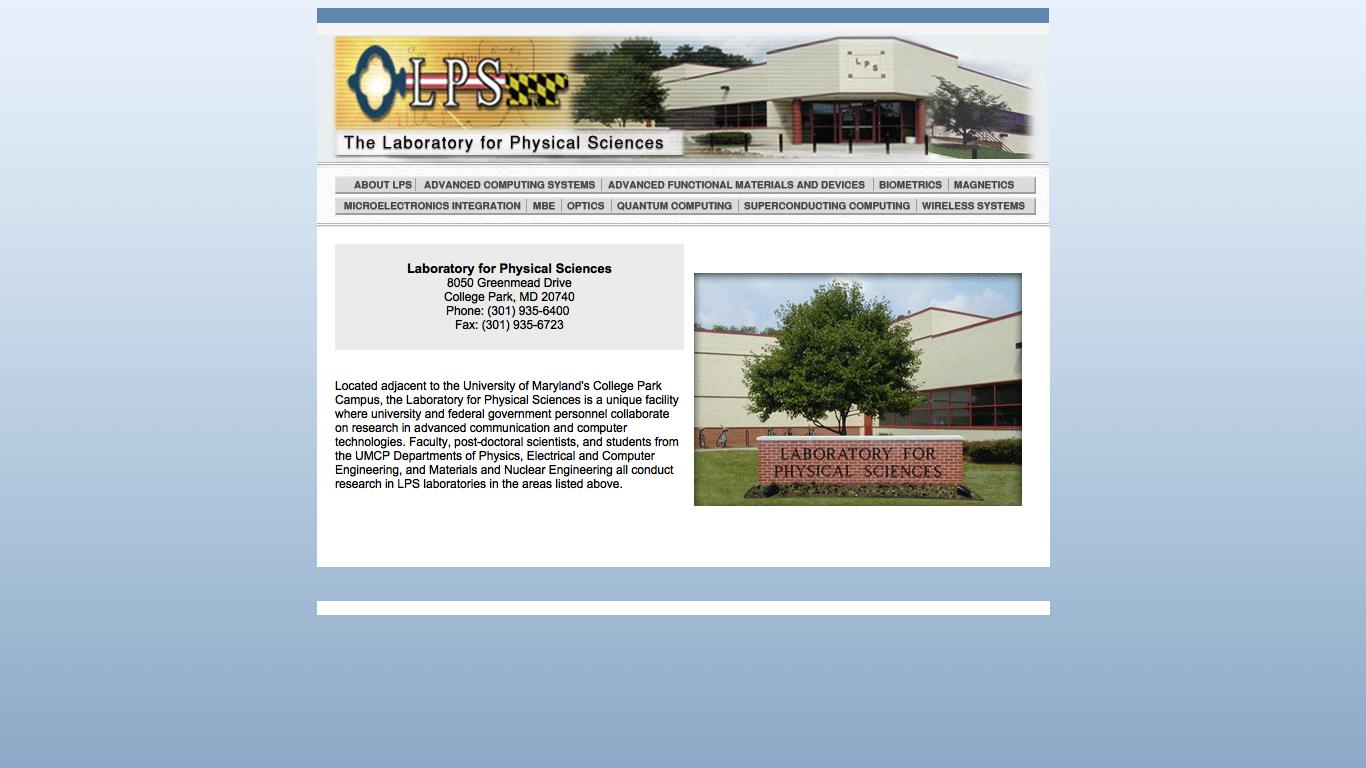 LPS
LPS
The Laboratory for Physical Sciences
ABOUT LPS ADVANCED COMPUTING SYSTEMS ADVANCED FUNCTIONAL MATERIALS AND DEVICES BIOMETRICS MAGNETICS
MICROELECTRONICS INTEGRATION MBE OPTICS QUANTUM COMPUTING SUPERCONDUCTING COMPUTING WIRELESS SYSTEMS
Laboratory for Physical Sciences
8050 Greenmead Drive
College Park, MD 20740
Phone: (301) 935-6400
Fax: (301) 935-6723
Located adjacent to the University of Maryland's College Park
Campus, the Laboratory for Physical Sciences is a unique facility
where university and federal government personnel collaborate
on research in advanced communication and computer
technologies. Faculty, post-doctoral scientists, and students from
the UMCP Departments of Physics, Electrical and Computer
Engineering, and Materials and Nuclear Engineering all conduct
research in LPS laboratories in the areas listed above.
LABORATORY FOR
PHYSICAL SCIENCES